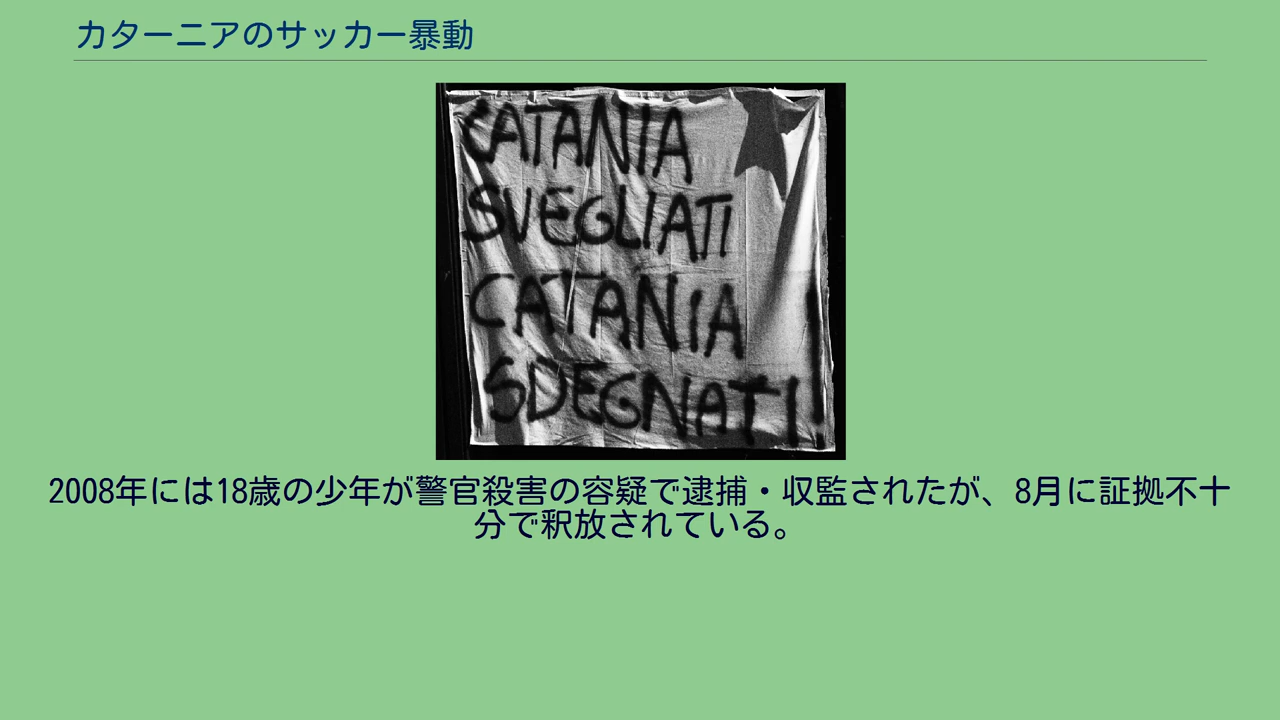 カターニアのサッカー暴動
CATANIA
SVEGLIATI
CATANIA !
SDEGNATI!
2008年には18歳の少年が警官殺害の容疑で逮捕・収監されたが、8月に証拠不十
分で釈放されている。